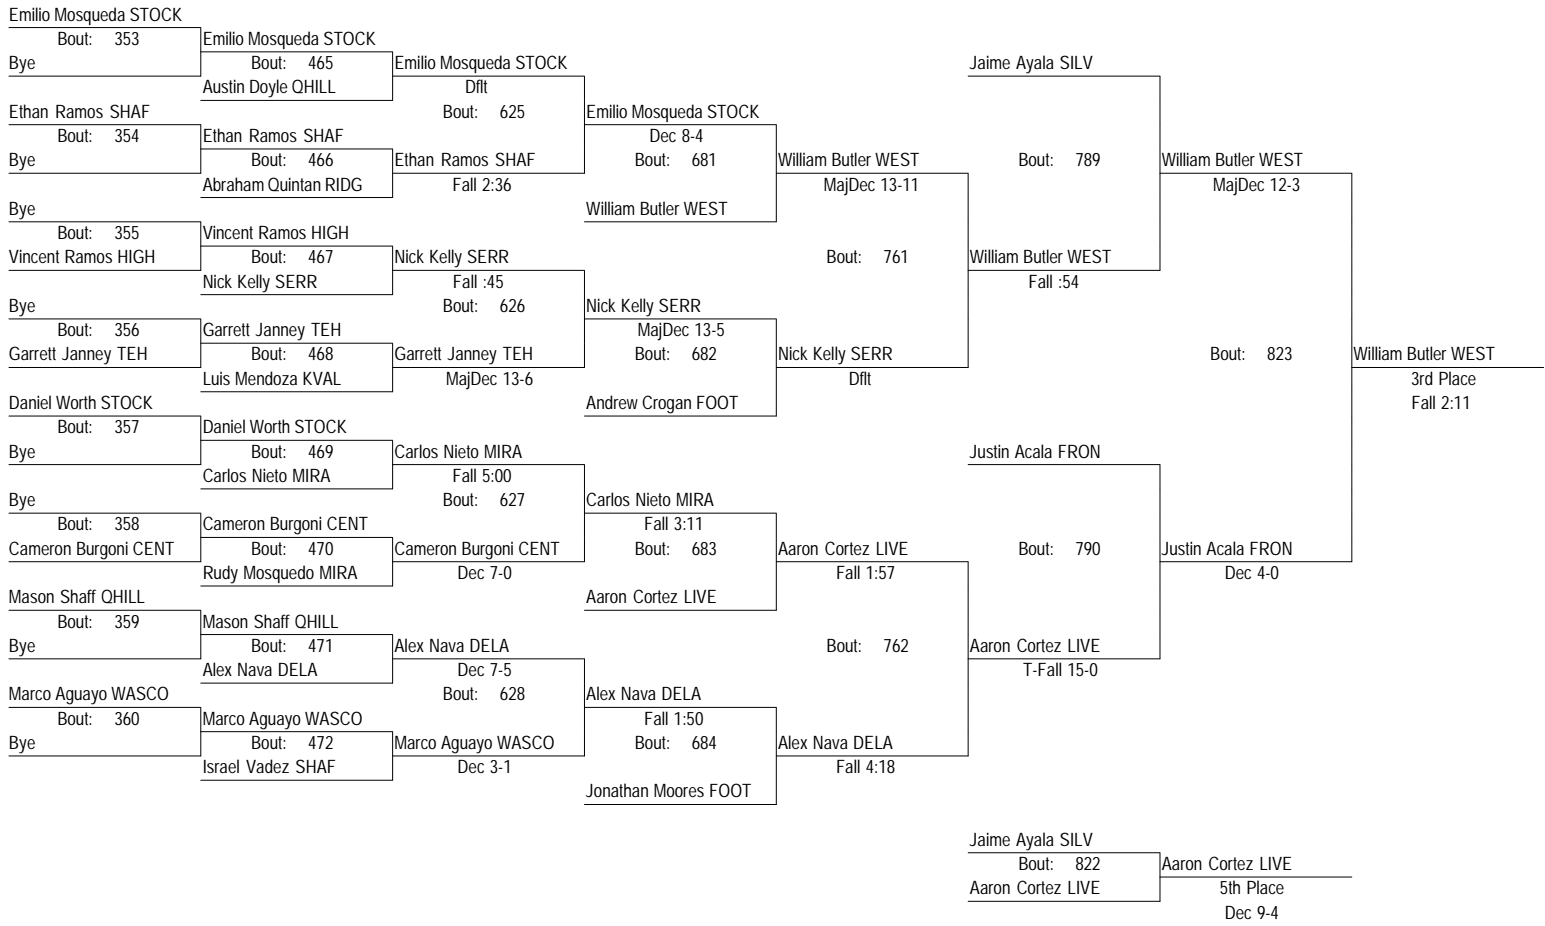 Emilio Mosqueda STOCK
Bout: 353
Bye
Ethan Ramos SHAF
Bout: 354
Bye
Bye
Bout: 355
Vincent Ramos HIGH
Bye
Bout: 356
Garrett Janney TEH
Daniel Worth STOCK
Bout: 357
Bye
Bye
Bout: 358
Cameron Burgoni CENT
Mason Shaff QHILL
Bout: 359
Bye
Marco Aguayo WASCO
Bout: 360
Bye
Emilio Mosqueda STOCK
Bout: 465
Austin Doyle QHILL
Ethan Ramos SHAF
Bout: 466
Abraham Quintan RIDG
Vincent Ramos HIGH
Bout: 467
Nick Kelly SERR
Garrett Janney TEH
Bout: 468
Luis Mendoza KVAL
Daniel Worth STOCK
Bout: 469
Carlos Nieto MIRA
Cameron Burgoni CENT
Bout: 470
Rudy Mosquedo MIRA
Mason Shaff QHILL
Bout: 471
Alex Nava DELA
Marco Aguayo WASCO
Bout: 472
Israel Vadez SHAF
Emilio Mosqueda STOCK
Dflt
Bout: 625
Ethan Ramos SHAF
Fall 2:36
Nick Kelly SERR
Fall :45
Bout: 626
Garrett Janney TEH
MajDec 13-6
Carlos Nieto MIRA
Fall 5:00
Bout: 627
Cameron Burgoni CENT
Dec 7-0
Alex Nava DELA
Dec 7-5
Bout: 628
Marco Aguayo WASCO
Dec 3-1
Emilio Mosqueda STOCK
Dec 8-4
Bout: 681
William Butler WEST
Nick Kelly SERR
MajDec 13-5
Bout: 682
Andrew Crogan FOOT
Carlos Nieto MIRA
Fall 3:11
Bout: 683
Aaron Cortez LIVE
Alex Nava DELA
Fall 1:50
Bout: 684
Jonathan Moores FOOT
William Butler WEST
MajDec 13-11
Bout: 761
Nick Kelly SERR
Dflt
Aaron Cortez LIVE
Fall 1:57
Bout: 762
Alex Nava DELA
Fall 4:18
Jaime Ayala SILV
Bout: 789
William Butler WEST
Fall :54
Justin Acala FRON
Bout: 790
Aaron Cortez LIVE
T-Fall 15-0
William Butler WEST
MajDec 12-3
Bout: 823
Justin Acala FRON
Dec 4-0
William Butler WEST
3rd Place
Fall 2:11
Jaime Ayala SILV
Bout: 822
Aaron Cortez LIVE
Aaron Cortez LIVE
5th Place
Dec 9-4